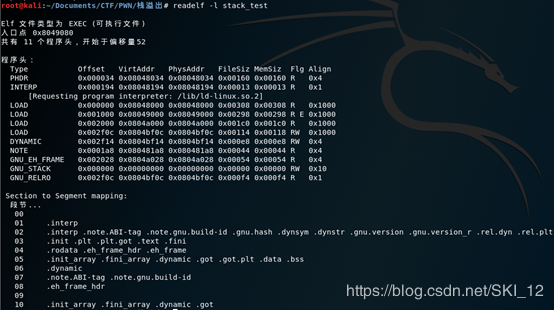 root@kali:~/Documents/CTF/PWN/栈溢出# readelf -l stack_test
Elf 文件类型为 EXEC (可执行文件)
入口点 0x8049080
共有 11 个程序头，开始于偏移量52
程序头：
Type Offset VirtAddr PhysAddr FileSiz MemSiz Flg Align
PHDR 0x000034 0x08048034 0x08048034 0x00160 0x00160 R 0x4
INTERP 0x000194 0x08048194 0x08048194 0x00013 0x00013 R 0x1
[Requesting program interpreter: /lib/ld-linux.so.2]
LOAD 0x000000 0x08048000 0x08048000 0x00308 0x00308 R 0x1000
LOAD 0x001000 0x08049000 0x08049000 0x00298 0x00298 R E 0x1000
LOAD 0x002000 0x0804a000 0x0804a000 0x001c0 0x001c0 R 0x1000
LOAD 0x002f0c 0x0804bf0c 0x0804bf0c 0x00114 0x00118 RW 0x1000
DYNAMIC 0x002f14 0x0804bf14 0x0804bf14 0x000e8 0x000e8 RW 0x4
NOTE 0x0001a8 0x080481a8 0x080481a8 0x00044 0x00044 R 0x4
GNU_EH_FRAME 0x002028 0x0804a028 0x0804a028 0x00054 0x00054 R 0x4
GNU_STACK 0x000000 0x00000000 0x00000000 0x00000 0x00000 RW 0x10
GNU_RELRO 0x002f0c 0x0804bf0c 0x0804bf0c 0x000f4 0x000f4 R 0x1
Section to Segment mapping:
段节...
00
01 .interp
02 .interp .note.ABI-tag .note.gnu.build-id .gnu.hash .dynsym .dynstr .gnu.version .gnu.version_r .rel.dyn .rel.plt
03 .init .plt .plt.got .text .fini
04 .rodata .eh_frame_hdr .eh_frame
05 .init_array .fini_array .dynamic .got .got.plt .data .bss
06 .dynamic
07 .note.ABI-tag .note.gnu.build-id
08 .eh_frame_hdr
09
10 .init_array .fini_array .dynamic .got
https://blog.csdn.net/SKI_12